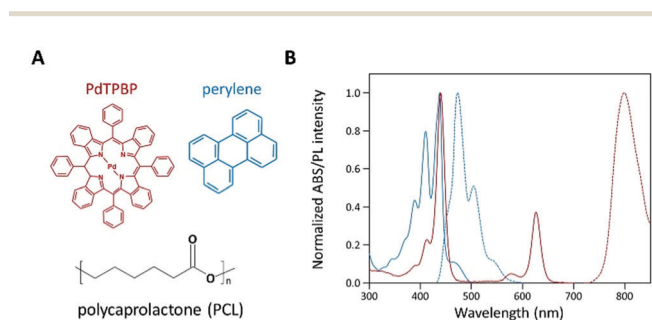 A
B
PdTPBP
perylene
Pd
N
N
N
N
O
O
n
polycaprolactone (PCL)
Normalized ABS/PL intensity
1.0
0.8
0.6
0.4
0.2
0.0
300 400 500 600 700 800
Wavelength (nm)